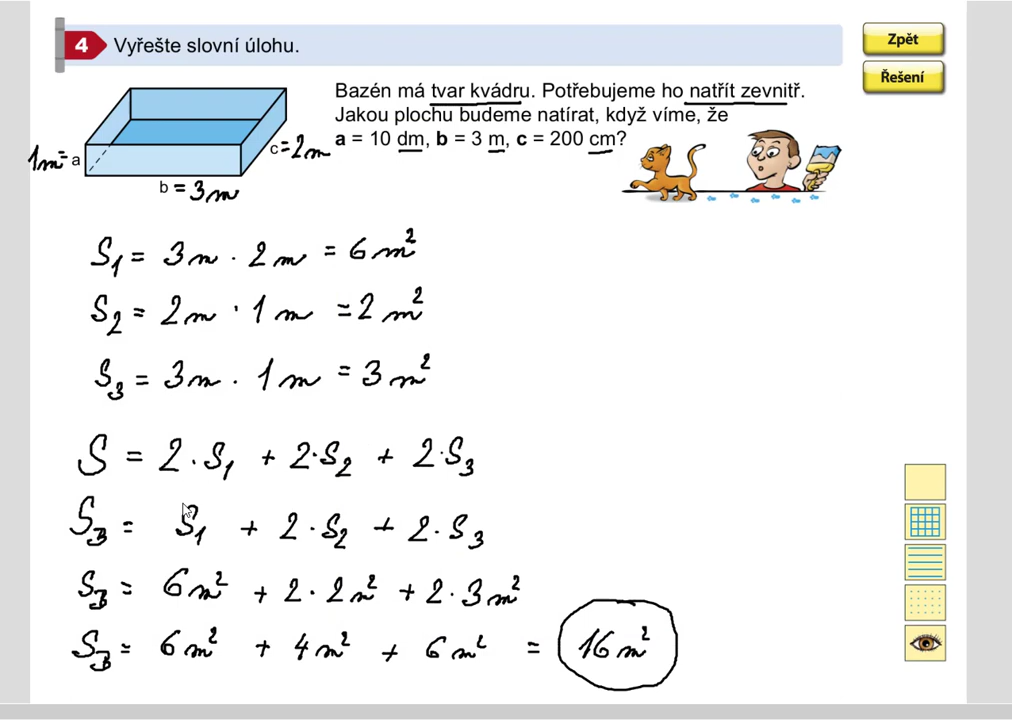 4 Vyřešte slovní úlohu.
Zpět
Řešení
Bazén má tvar kvádru. Potřebujeme ho natřít zevnitř.
Jakou plochu budeme natírat, když víme, že
a = 10 dm, b = 3 m, c = 200 cm?
1m = a
c = 2m
b = 3m
S₁ = 3m · 2m = 6m²
S₂ = 2m · 1m = 2m²
S₃ = 3m · 1m = 3m²
S = 2·S₁ + 2·S₂ + 2·S₃
S_B = S₁ + 2·S₂ + 2·S₃
S_B = 6m² + 2·2m² + 2·3m²
S_B = 6m² + 4m² + 6m² = 16m²